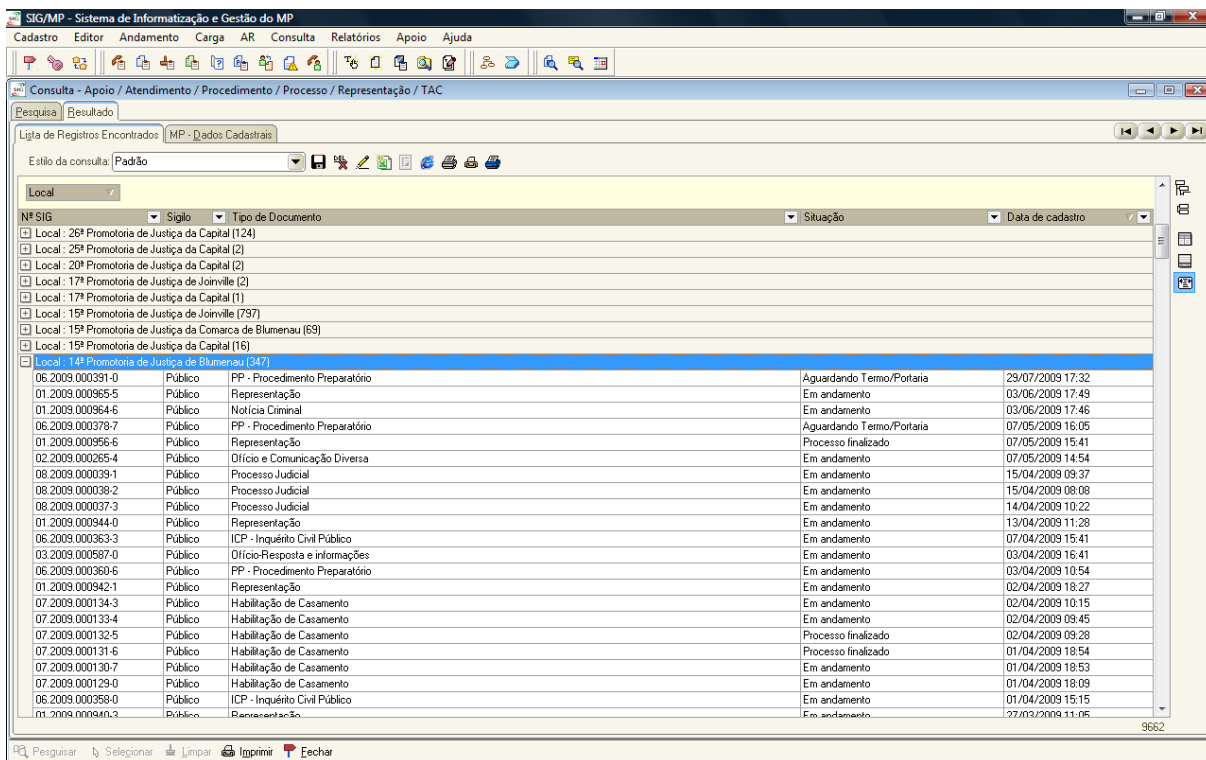 SIG/MP - Sistema de Informatização e Gestão do MP
Cadastro Editor Andamento Carga AR Consulta Relatórios Apoio Ajuda
Consulta - Apoio / Atendimento / Procedimento / Processo / Representação / TAC
Pesquisa Resultado
Lista de Registros Encontrados MP - Dados Cadastrais
Estilo da consulta: Padrão
Local
Nº SIG Sigilo Tipo de Documento Situação Data de cadastro
Local : 26ª Promotoria de Justiça da Capital (124)
Local : 25ª Promotoria de Justiça da Capital (2)
Local : 20ª Promotoria de Justiça da Capital (2)
Local : 17ª Promotoria de Justiça de Joinville (2)
Local : 17ª Promotoria de Justiça da Capital (1)
Local : 15ª Promotoria de Justiça de Joinville (797)
Local : 15ª Promotoria de Justiça da Comarca de Blumenau (69)
Local : 15ª Promotoria de Justiça da Capital (16)
Local : 14ª Promotoria de Justiça de Blumenau (347)
06.2009.000391-0 Público PP - Procedimento Preparatório Aguardando Termo/Portaria 29/07/2009 17:32
01.2009.000965-5 Público Representação Em andamento 03/06/2009 17:49
01.2009.000964-6 Público Notícia Criminal Em andamento 03/06/2009 17:46
06.2009.000378-7 Público PP - Procedimento Preparatório Aguardando Termo/Portaria 07/05/2009 16:05
01.2009.000956-6 Público Representação Processo finalizado 07/05/2009 15:41
02.2009.000265-4 Público Ofício e Comunicação Diversa Em andamento 07/05/2009 14:54
08.2009.000039-1 Público Processo Judicial Em andamento 15/04/2009 09:37
08.2009.000038-2 Público Processo Judicial Em andamento 15/04/2009 08:08
08.2009.000037-3 Público Processo Judicial Em andamento 14/04/2009 10:22
01.2009.000944-0 Público Representação Em andamento 13/04/2009 11:28
06.2009.000363-3 Público ICP - Inquérito Civil Público Em andamento 07/04/2009 15:41
03.2009.000587-0 Público Ofício-Resposta e informações Em andamento 03/04/2009 16:41
06.2009.000360-6 Público PP - Procedimento Preparatório Em andamento 03/04/2009 10:54
01.2009.000942-1 Público Representação Em andamento 02/04/2009 18:27
07.2009.000134-3 Público Habilitação de Casamento Em andamento 02/04/2009 10:15
07.2009.000133-4 Público Habilitação de Casamento Em andamento 02/04/2009 09:45
07.2009.000132-5 Público Habilitação de Casamento Processo finalizado 02/04/2009 09:28
07.2009.000131-6 Público Habilitação de Casamento Processo finalizado 01/04/2009 18:54
07.2009.000130-7 Público Habilitação de Casamento Em andamento 01/04/2009 18:53
07.2009.000129-0 Público Habilitação de Casamento Em andamento 01/04/2009 18:09
06.2009.000358-0 Público ICP - Inquérito Civil Público Em andamento 01/04/2009 15:15
01.2009.000940-3 Público Representação Em andamento 27/03/2009 11:05
9662
Pesquisar Selecionar Limpar Imprimir Fechar